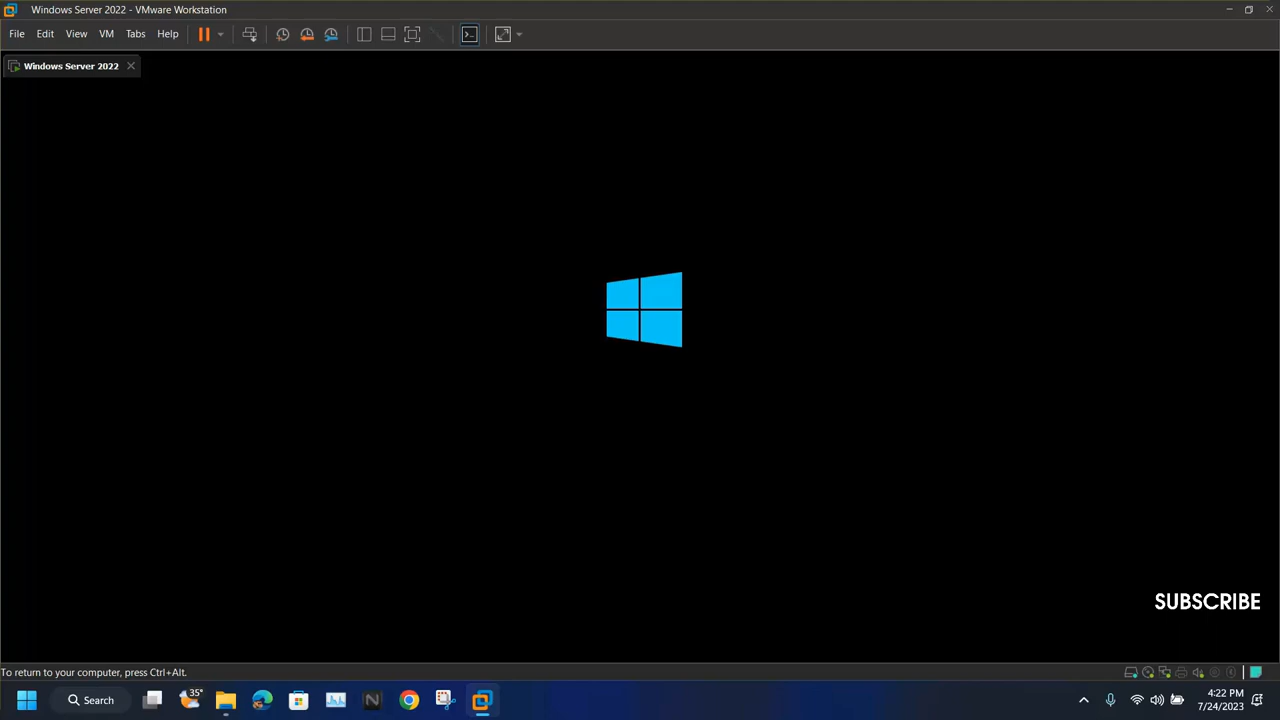 Windows Server 2022 - VMware Workstation
File Edit View VM Tabs Help
Windows Server 2022
SUBSCRIBE
To return to your computer, press Ctrl+Alt.
35°
Search
4:22 PM
7/24/2023